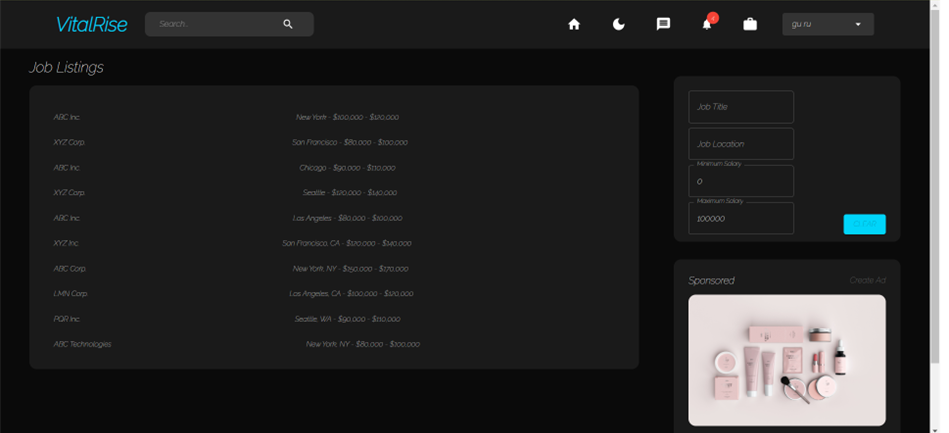 VitalRise
Search...
gu ru
Job Listings
ABC Inc. New York - $100,000 - $120,000
XYZ Corp. San Francisco - $80,000 - $100,000
ABC Inc. Chicago - $90,000 - $110,000
XYZ Corp. Seattle - $120,000 - $140,000
ABC Inc. Los Angeles - $80,000 - $100,000
XYZ Inc. San Francisco, CA - $120,000 - $140,000
ABC Corp. New York, NY - $150,000 - $170,000
LMN Corp. Los Angeles, CA - $100,000 - $120,000
PQR Inc. Seattle, WA - $90,000 - $110,000
ABC Technologies New York, NY - $80,000 - $100,000
Job Title
Job Location
Minimum Salary
0
Maximum Salary
100000
Sponsored
Create Ad